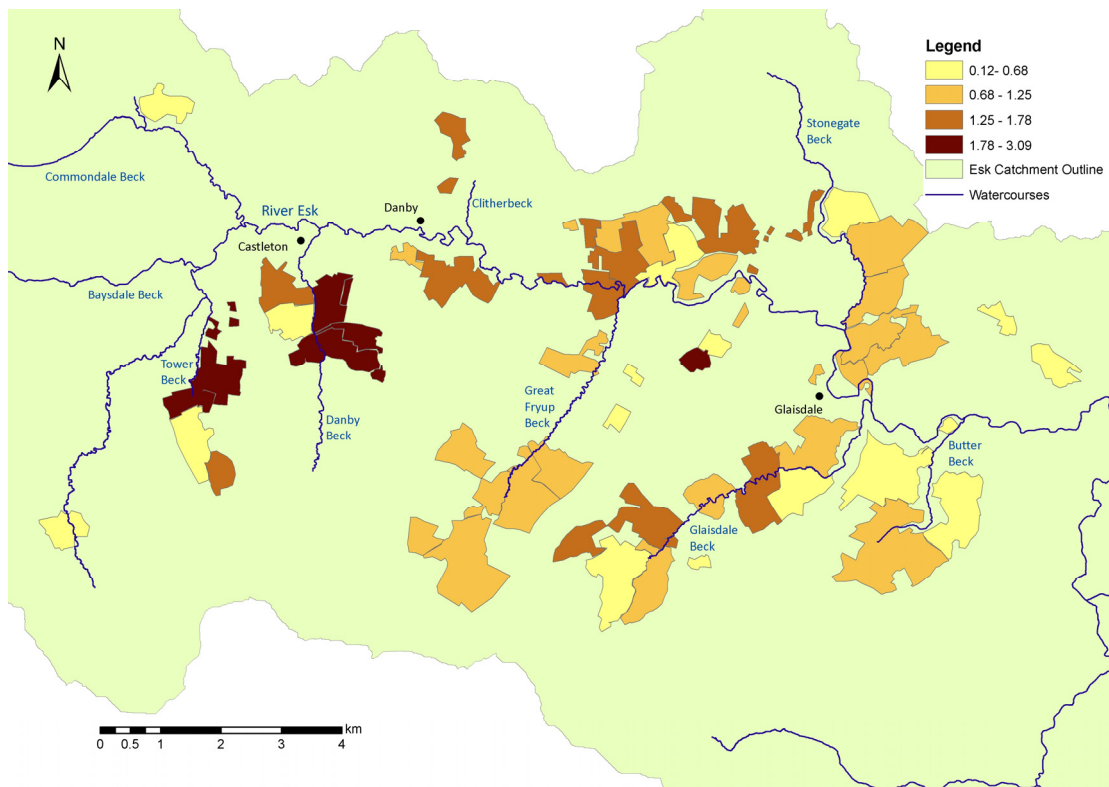 N
Legend
0.12- 0.68
0.68 - 1.25
1.25 - 1.78
1.78 - 3.09
Esk Catchment Outline
Watercourses
Stonegate
Beck
Commondale Beck
Clitherbeck
Danby
River Esk
Castleton
Baysdale Beck
Tower
Beck
Great
Fryup
Beck
Glaisdale
Danby
Beck
Butter
Beck
Glaisdale
Beck
km
0 0.5 1 2 3 4